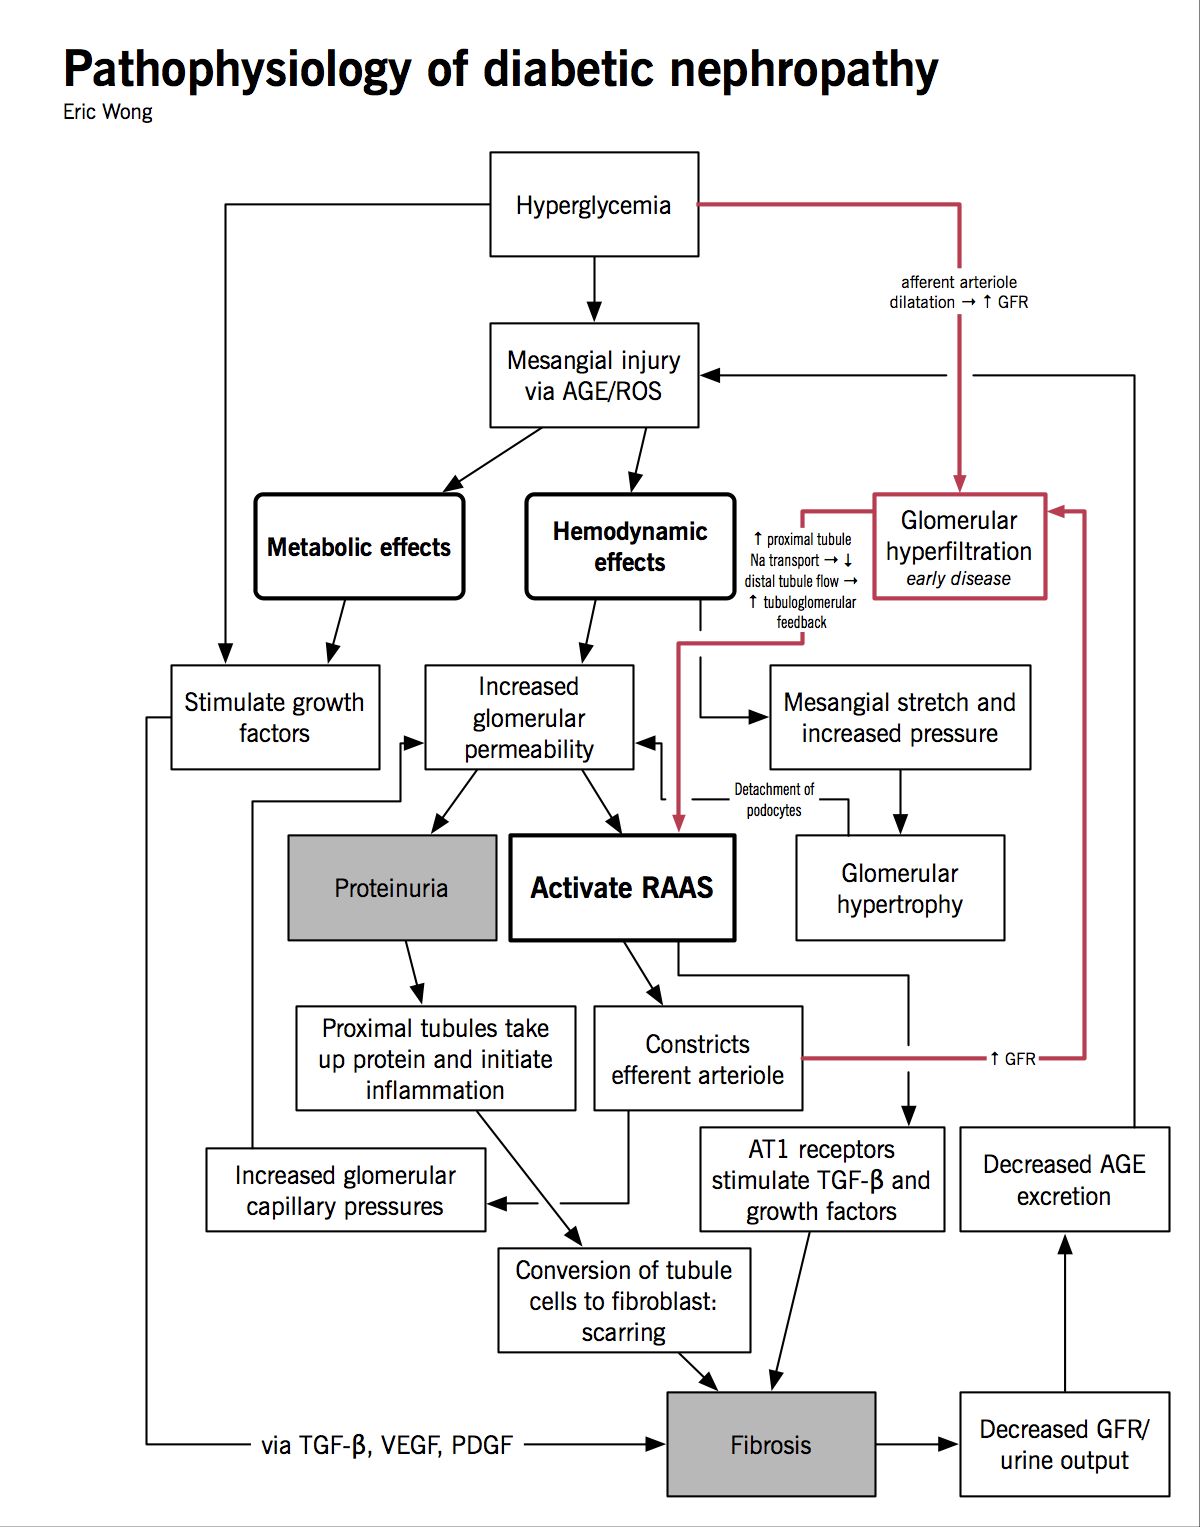 Pathophysiology of diabetic nephropathy
Eric Wong
Hyperglycemia
afferent arteriole
dilatation → ↑ GFR
Mesangial injury
via AGE/ROS
Metabolic effects
Hemodynamic
effects
↑ proximal tubule
Na transport → ↓
distal tubule flow →
↑ tubuloglomerular
feedback
Glomerular
hyperfiltration
early disease
Stimulate growth
factors
Increased
glomerular
permeability
Mesangial stretch and
increased pressure
Detachment of
podocytes
Proteinuria
Activate RAAS
Glomerular
hypertrophy
Proximal tubules take
up protein and initiate
inflammation
Constricts
efferent arteriole
↑ GFR
Increased glomerular
capillary pressures
AT1 receptors
stimulate TGF-β and
growth factors
Decreased AGE
excretion
Conversion of tubule
cells to fibroblast:
scarring
via TGF-β, VEGF, PDGF
Fibrosis
Decreased GFR/
urine output